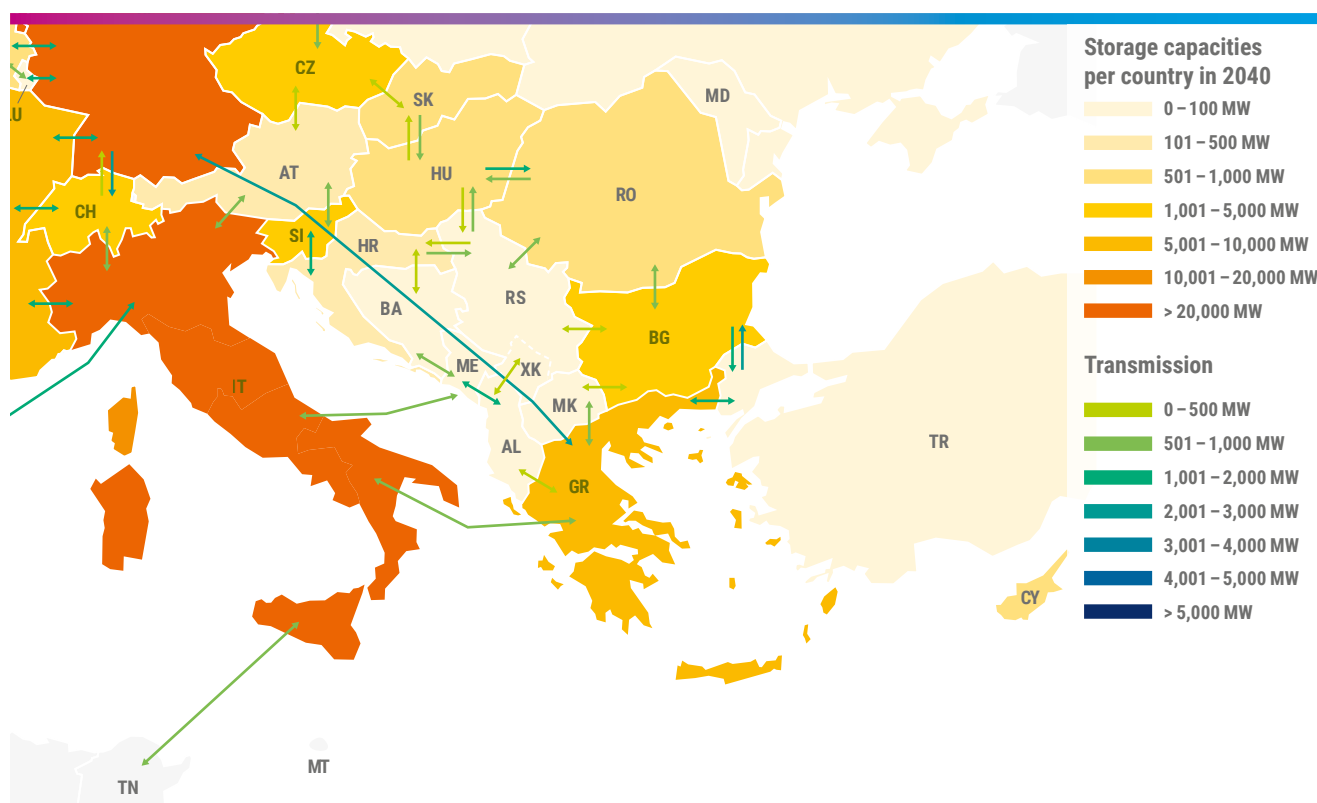 Storage capacities
per country in 2040
0 – 100 MW
101 – 500 MW
501 – 1,000 MW
1,001 – 5,000 MW
5,001 – 10,000 MW
10,001 – 20,000 MW
> 20,000 MW
Transmission
0 – 500 MW
501 – 1,000 MW
1,001 – 2,000 MW
2,001 – 3,000 MW
3,001 – 4,000 MW
4,001 – 5,000 MW
> 5,000 MW
CZ
SK
MD
LU
AT
HU
RO
CH
SI
HR
BA
RS
BG
ME
XK
IT
MK
AL
GR
TR
CY
TN
MT